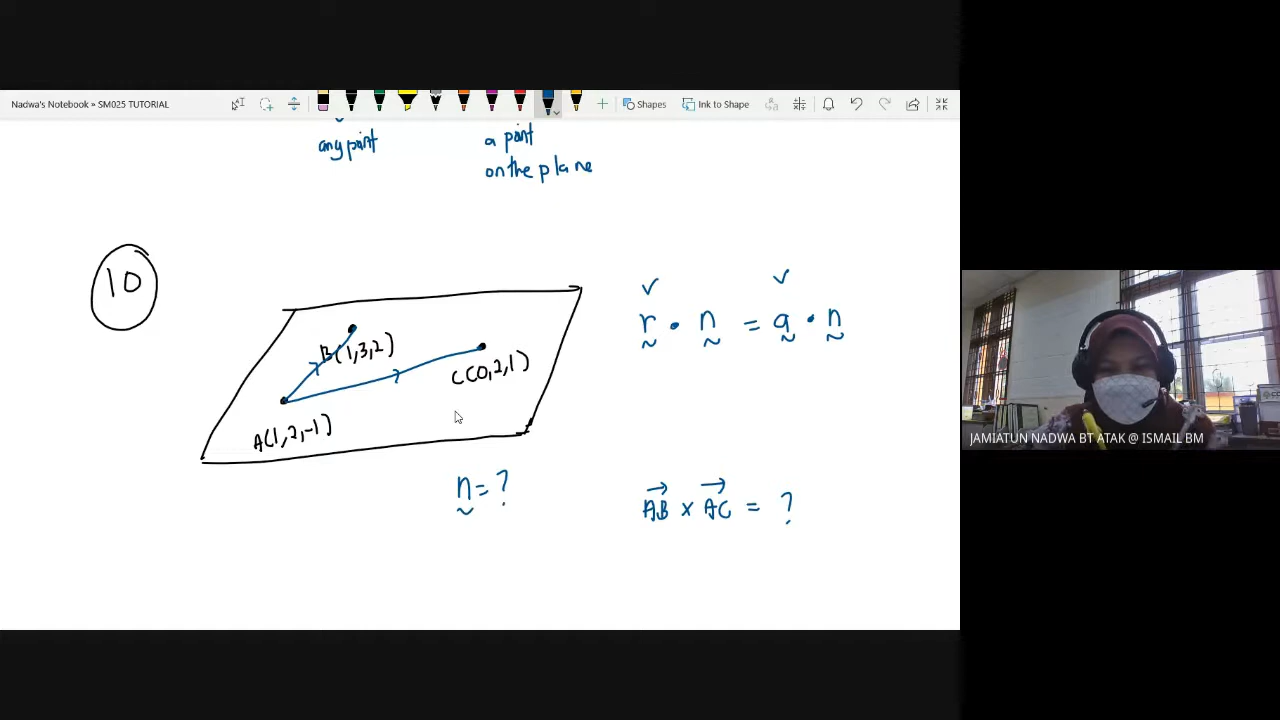 Nadwa's Notebook » SM025 TUTORIAL
Shapes
Ink to Shape
any point
a point
on the plane
10
B(1,3,2)
C(0,2,1)
A(1,2,-1)
r • n = a • n
n = ?
AB × AC = ?
JAMIATUN NADWA BT ATAK @ ISMAIL BM